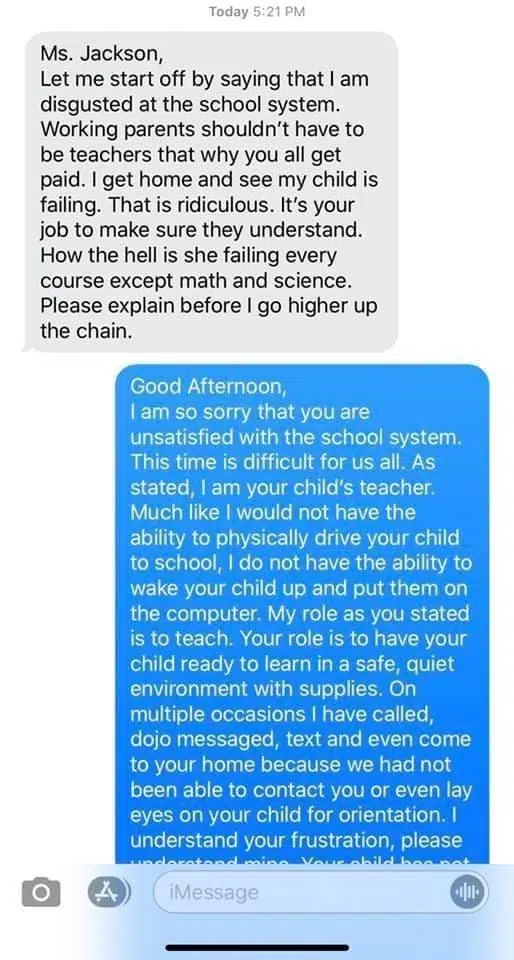 Today 5:21 PM
Ms. Jackson,
Let me start off by saying that I am
disgusted at the school system.
Working parents shouldn't have to
be teachers that why you all get
paid. I get home and see my child is
failing. That is ridiculous. It's your
job to make sure they understand.
How the hell is she failing every
course except math and science.
Please explain before I go higher up
the chain.
Good Afternoon,
I am so sorry that you are
unsatisfied with the school system.
This time is difficult for us all. As
stated, I am your child's teacher.
Much like I would not have the
ability to physically drive your child
to school, I do not have the ability to
wake your child up and put them on
the computer. My role as you stated
is to teach. Your role is to have your
child ready to learn in a safe, quiet
environment with supplies. On
multiple occasions I have called,
dojo messaged, text and even come
to your home because we had not
been able to contact you or even lay
eyes on your child for orientation. I
understand your frustration, please
understand mine. Your child has not
iMessage